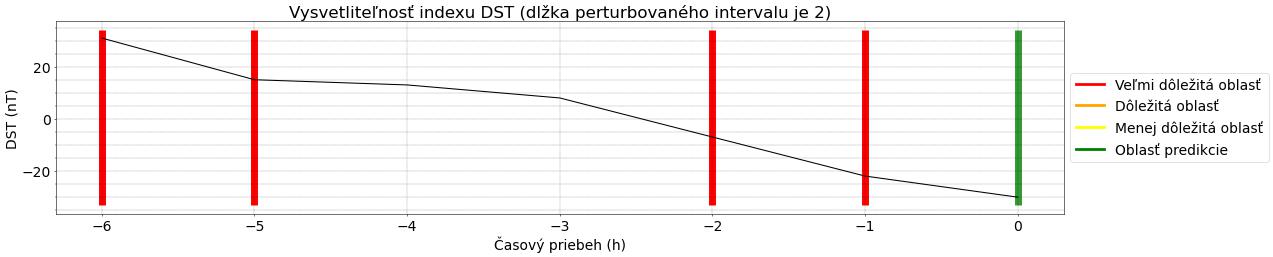 Vysvetliteľnosť indexu DST (dĺžka perturbovaného intervalu je 2)
DST (nT)
20
0
−20
−6 −5 −4 −3 −2 −1 0
Časový priebeh (h)
Veľmi dôležitá oblasť
Dôležitá oblasť
Menej dôležitá oblasť
Oblasť predikcie